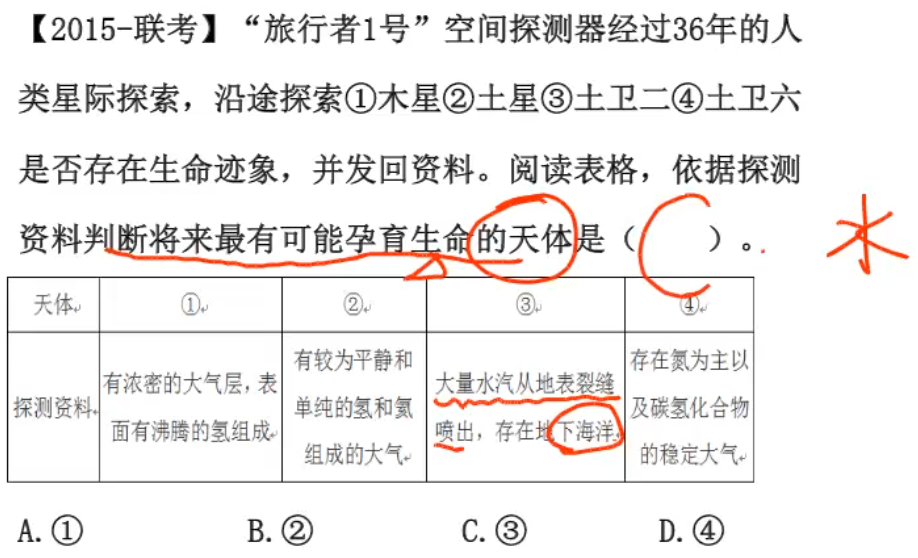 【2015-联考】“旅行者1号”空间探测器经过36年的人
类星际探索，沿途探索①木星②土星③土卫二④土卫六
是否存在生命迹象，并发回资料。阅读表格，依据探测
资料判断将来最有可能孕育生命的天体是（ ）。
水
天体 ① ② ③ ④
探测资料
有浓密的大气层，表
面有沸腾的氢组成
有较为平静和
单纯的氢和氦
组成的大气
大量水汽从地表裂缝
喷出，存在地下海洋
存在氮为主以
及碳氢化合物
的稳定大气
A.① B.② C.③ D.④